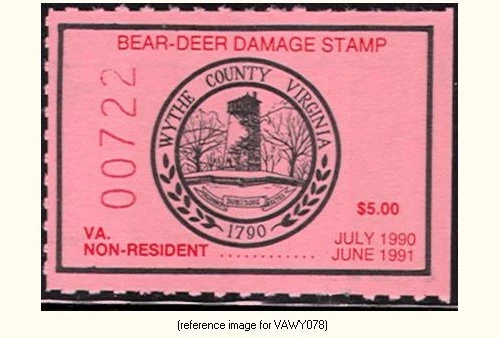 BEAR-DEER DAMAGE STAMP
00722
WYTHE COUNTY VIRGINIA
1790
$5.00
VA.
NON-RESIDENT ............
JULY 1990
JUNE 1991
(reference image for VAWY078)